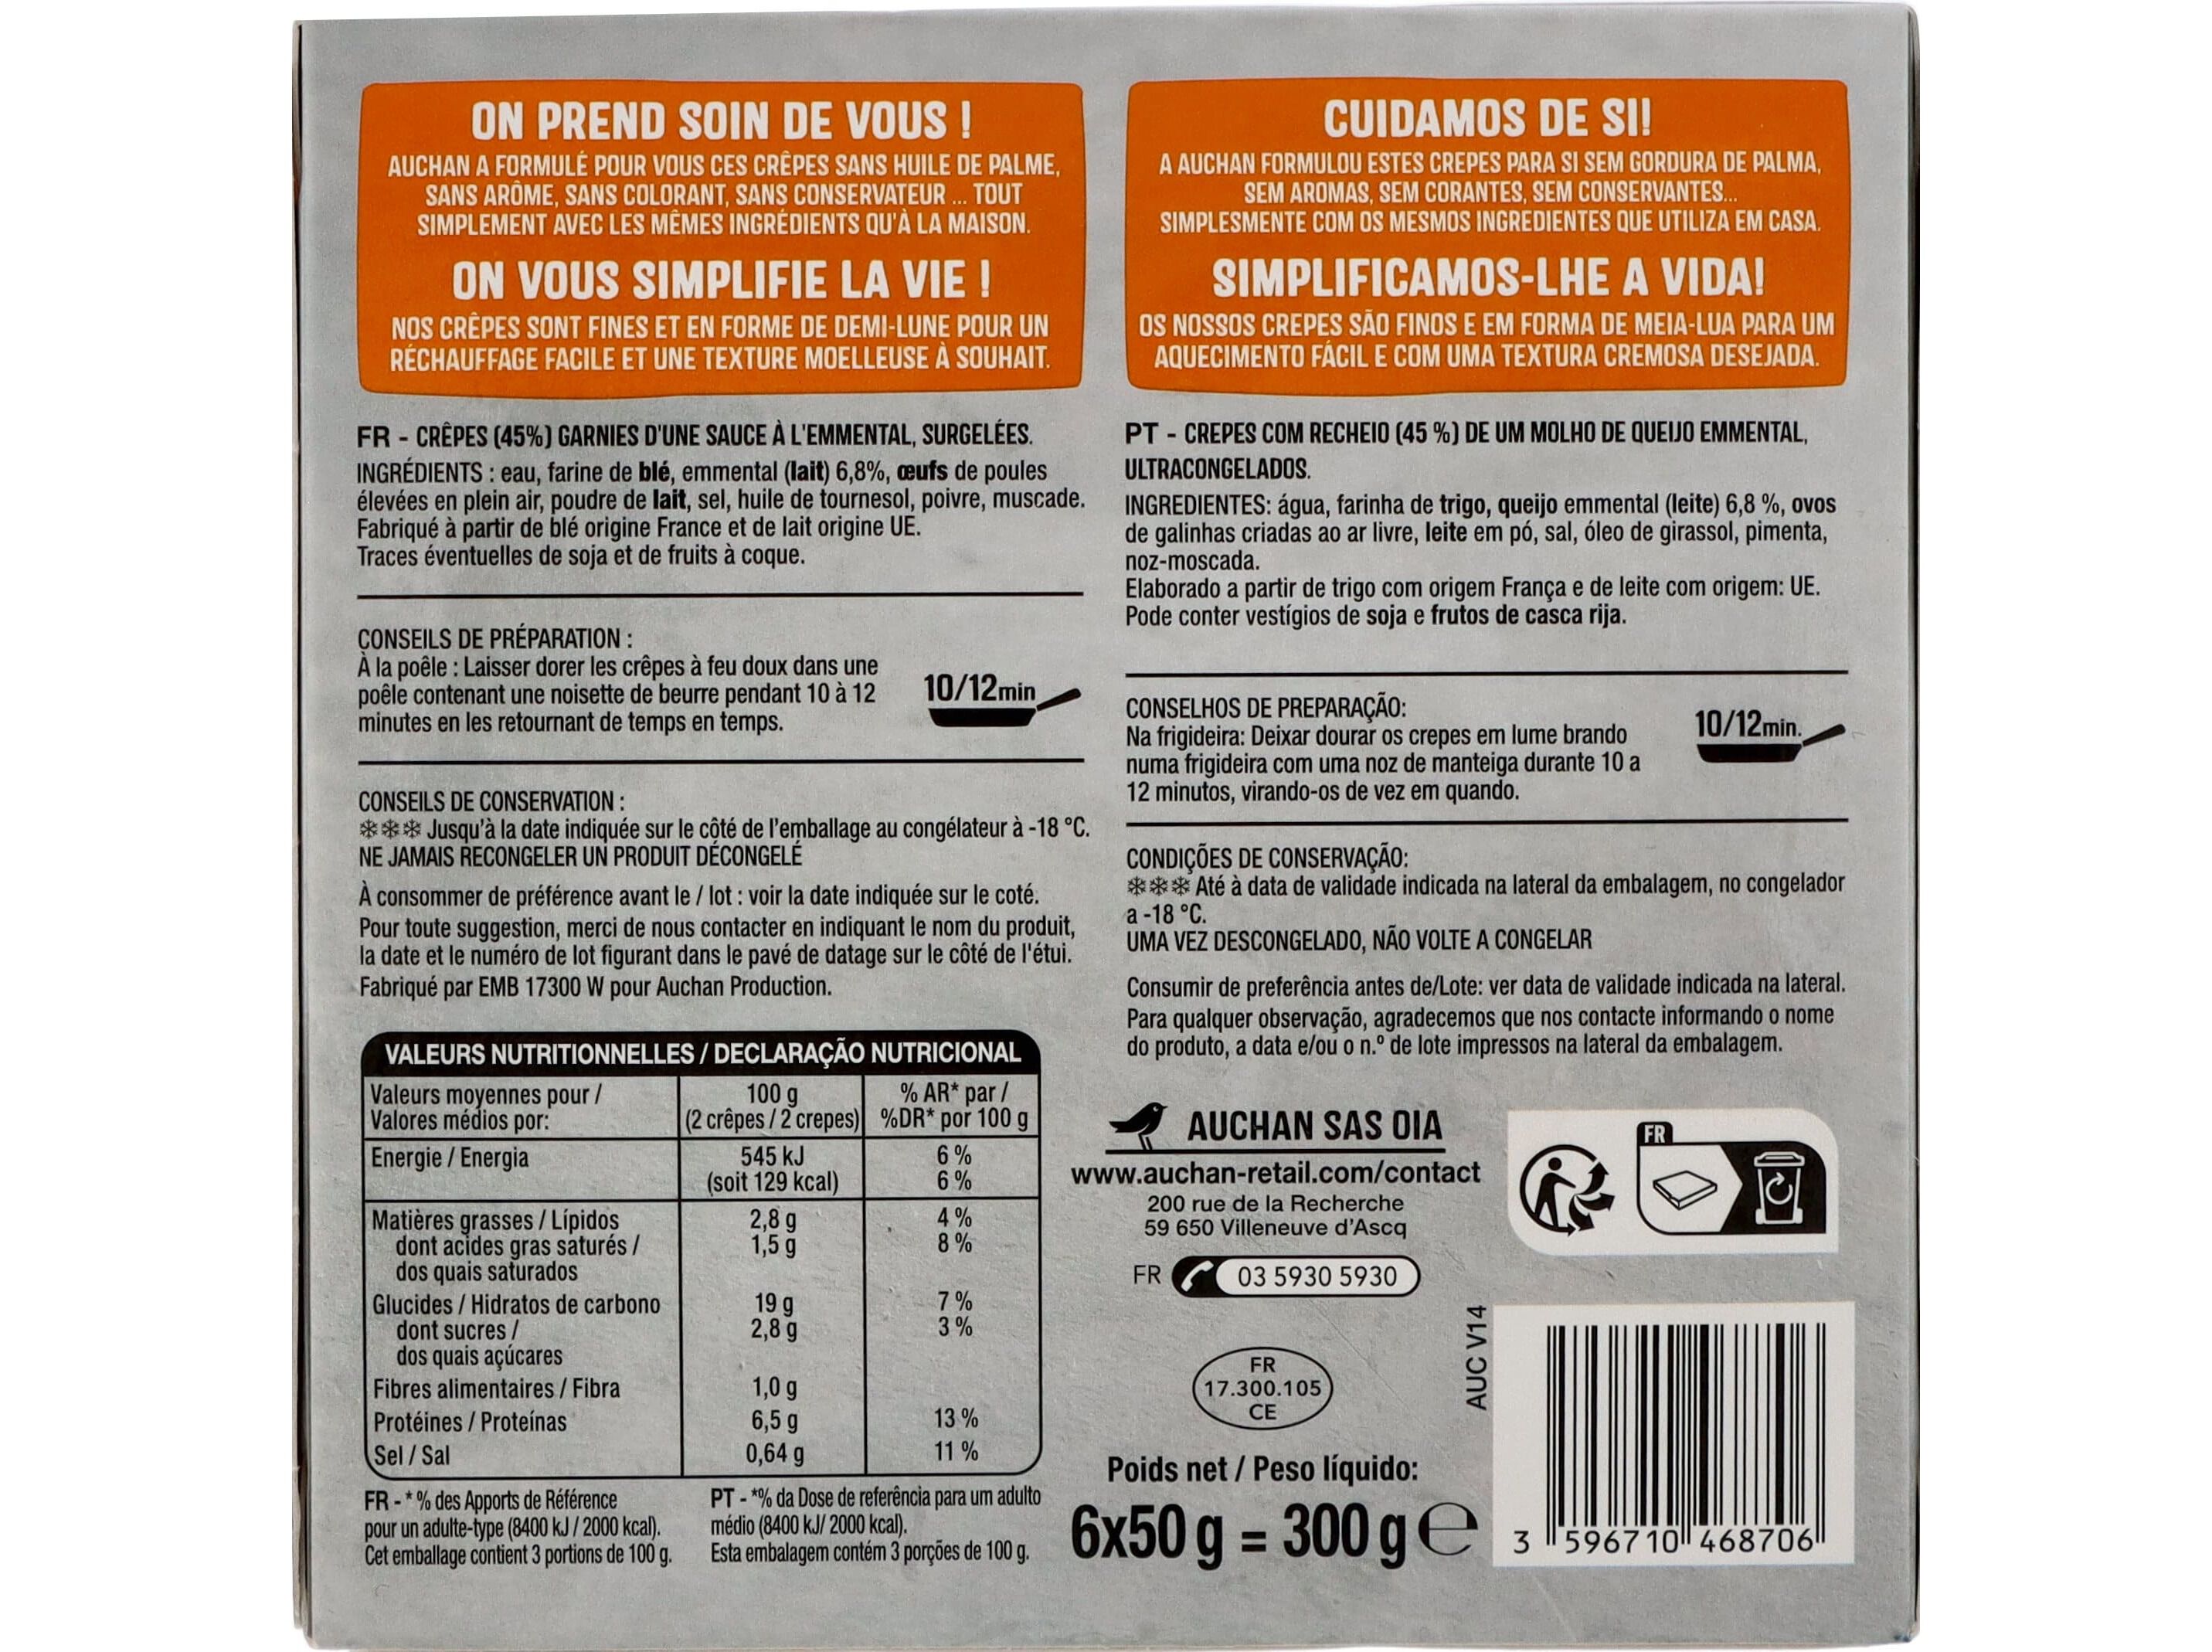 ON PREND SOIN DE VOUS !
AUCHAN A FORMULÉ POUR VOUS CES CRÊPES SANS HUILE DE PALME,
SANS ARÔME, SANS COLORANT, SANS CONSERVATEUR ... TOUT
SIMPLEMENT AVEC LES MÊMES INGRÉDIENTS QU'À LA MAISON.
ON VOUS SIMPLIFIE LA VIE !
NOS CRÊPES SONT FINES ET EN FORME DE DEMI-LUNE POUR UN
RÉCHAUFFAGE FACILE ET UNE TEXTURE MOELLEUSE À SOUHAIT.
FR - CRÊPES (45%) GARNIES D'UNE SAUCE À L'EMMENTAL, SURGELÉES.
INGRÉDIENTS : eau, farine de blé, emmental (lait) 6,8%, œufs de poules
élevées en plein air, poudre de lait, sel, huile de tournesol, poivre, muscade.
Fabriqué à partir de blé origine France et de lait origine UE.
Traces éventuelles de soja et de fruits à coque.
CONSEILS DE PRÉPARATION :
À la poêle : Laisser dorer les crêpes à feu doux dans une
poêle contenant une noisette de beurre pendant 10 à 12
minutes en les retournant de temps en temps.
10/12min
CONSEILS DE CONSERVATION :
Jusqu'à la date indiquée sur le côté de l'emballage au congélateur à -18 °C.
NE JAMAIS RECONGELER UN PRODUIT DÉCONGELÉ
À consommer de préférence avant le / lot : voir la date indiquée sur le coté.
Pour toute suggestion, merci de nous contacter en indiquant le nom du produit,
la date et le numéro de lot figurant dans le pavé de datage sur le côté de l'étui.
Fabriqué par EMB 17300 W pour Auchan Production.
VALEURS NUTRITIONNELLES / DECLARAÇÃO NUTRICIONAL
Valeurs moyennes pour / 100 g % AR* par /
Valores médios por: (2 crêpes / 2 crepes) %DR* por 100 g
Energie / Energia 545 kJ 6 %
(soit 129 kcal) 6 %
Matières grasses / Lípidos 2,8 g 4 %
dont acides gras saturés / 1,5 g 8 %
dos quais saturados
Glucides / Hidratos de carbono 19 g 7 %
dont sucres / 2,8 g 3 %
dos quais açúcares
Fibres alimentaires / Fibra 1,0 g
Protéines / Proteínas 6,5 g 13 %
Sel / Sal 0,64 g 11 %
FR - * % des Apports de Référence
pour un adulte-type (8400 kJ / 2000 kcal).
Cet emballage contient 3 portions de 100 g.
PT - *% da Dose de referência para um adulto
médio (8400 kJ/ 2000 kcal).
Esta embalagem contém 3 porções de 100 g.
CUIDAMOS DE SI!
A AUCHAN FORMULOU ESTES CREPES PARA SI SEM GORDURA DE PALMA,
SEM AROMAS, SEM CORANTES, SEM CONSERVANTES...
SIMPLESMENTE COM OS MESMOS INGREDIENTES QUE UTILIZA EM CASA.
SIMPLIFICAMOS-LHE A VIDA!
OS NOSSOS CREPES SÃO FINOS E EM FORMA DE MEIA-LUA PARA UM
AQUECIMENTO FÁCIL E COM UMA TEXTURA CREMOSA DESEJADA.
PT - CREPES COM RECHEIO (45 %) DE UM MOLHO DE QUEIJO EMMENTAL,
ULTRACONGELADOS.
INGREDIENTES: água, farinha de trigo, queijo emmental (leite) 6,8 %, ovos
de galinhas criadas ao ar livre, leite em pó, sal, óleo de girassol, pimenta,
noz-moscada.
Elaborado a partir de trigo com origem França e de leite com origem: UE.
Pode conter vestígios de soja e frutos de casca rija.
CONSELHOS DE PREPARAÇÃO:
Na frigideira: Deixar dourar os crepes em lume brando
numa frigideira com uma noz de manteiga durante 10 a
12 minutos, virando-os de vez em quando.
10/12min.
CONDIÇÕES DE CONSERVAÇÃO:
Até à data de validade indicada na lateral da embalagem, no congelador
a -18 °C.
UMA VEZ DESCONGELADO, NÃO VOLTE A CONGELAR
Consumir de preferência antes de/Lote: ver data de validade indicada na lateral.
Para qualquer observação, agradecemos que nos contacte informando o nome
do produto, a data e/ou o n.º de lote impressos na lateral da embalagem.
AUCHAN SAS OIA
www.auchan-retail.com/contact
200 rue de la Recherche
59 650 Villeneuve d'Ascq
FR 03 5930 5930
FR
FR
17.300.105
CE
AUC V14
Poids net / Peso líquido:
6x50 g = 300 g e
3 596710 468706